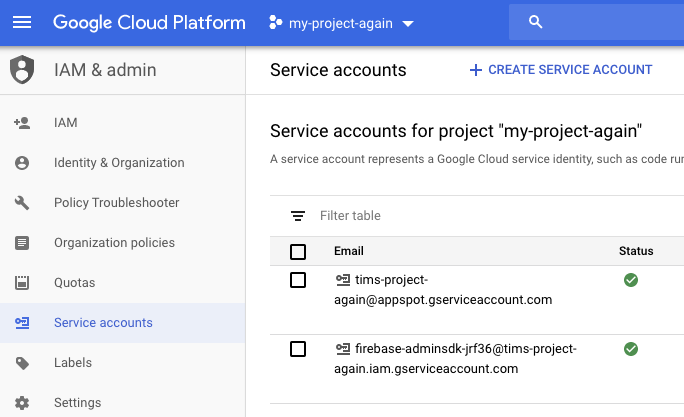 Google Cloud Platform
my-project-again
IAM & admin
Service accounts
CREATE SERVICE ACCOUNT
IAM
Identity & Organization
Policy Troubleshooter
Organization policies
Quotas
Service accounts
Labels
Settings
Service accounts for project "my-project-again"
A service account represents a Google Cloud service identity, such as code
Filter table
Email
Status
tims-project-
again@appspot.gserviceaccount.com
firebase-adminsdk-jrf36@tims-project-
again.iam.gserviceaccount.com